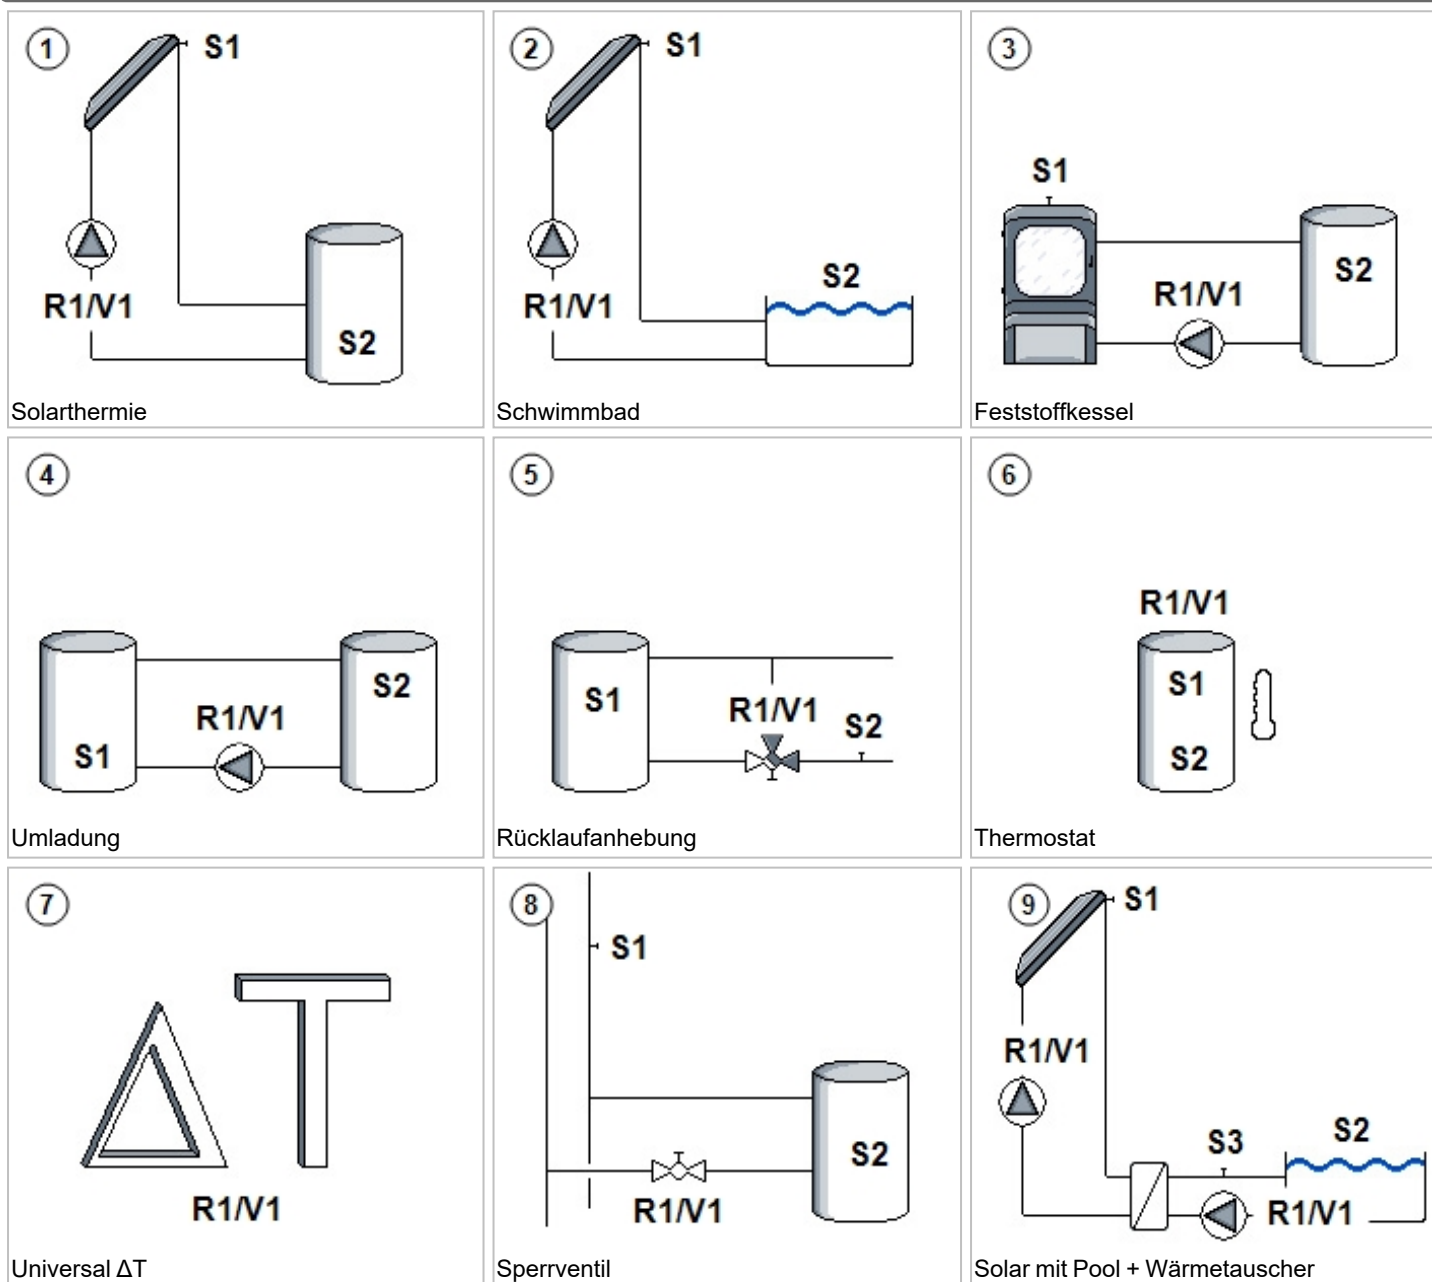 1
S1
R1/V1
S2
Solarthermie
2
S1
R1/V1
S2
Schwimmbad
3
S1
R1/V1
S2
Feststoffkessel
4
S1
R1/V1
S2
Umladung
5
S1
R1/V1
S2
Rücklaufanhebung
6
R1/V1
S1
S2
Thermostat
7
ΔT
R1/V1
Universal ΔT
8
S1
S2
R1/V1
Sperrventil
9
S1
R1/V1
S3
S2
R1/V1
Solar mit Pool + Wärmetauscher